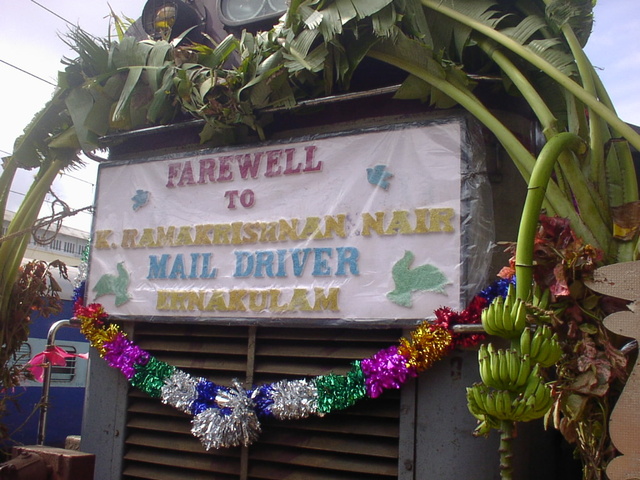 FAREWELL
TO
K. RAMAKRISHNAN NAIR
MAIL DRIVER
ERNAKULAM